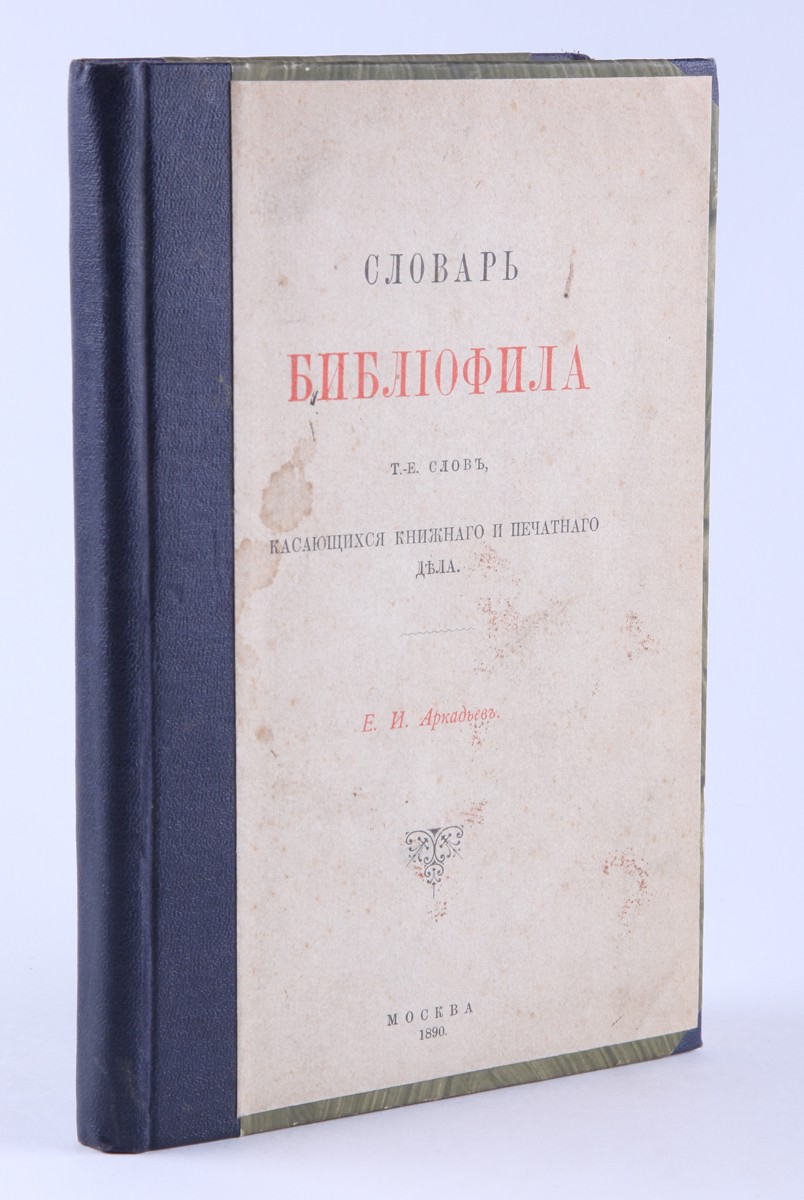 СЛОВАРЬ
БИБЛІОФИЛА
Т.-Е. СЛОВЪ,
КАСАЮЩИХСЯ КНИЖНАГО И ПЕЧАТНАГО
ДѢЛА.
Е. И. Аркадьевъ.
МОСКВА
1890.